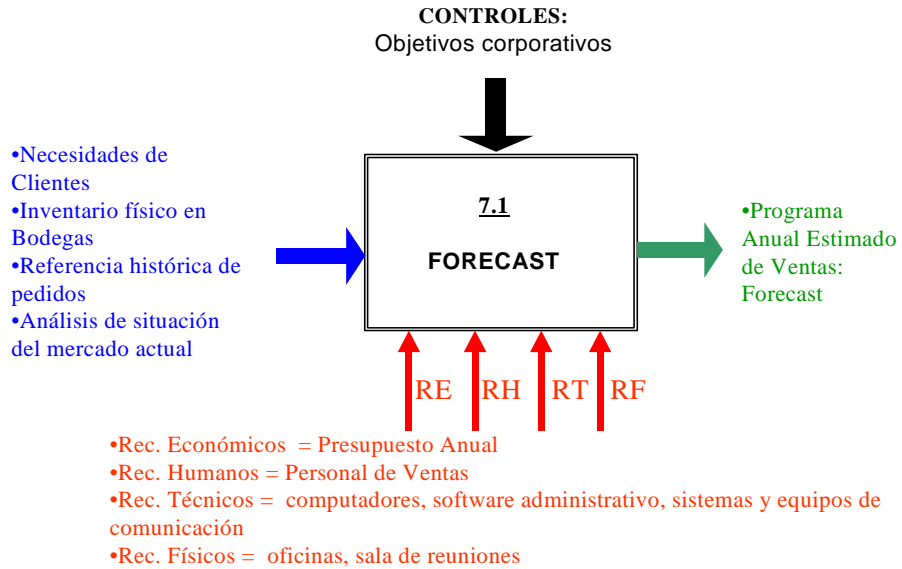 CONTROLES:
Objetivos corporativos
•Necesidades de
Clientes
•Inventario físico en
Bodegas
•Referencia histórica de
pedidos
•Análisis de situación
del mercado actual
7.1
FORECAST
•Programa
Anual Estimado
de Ventas:
Forecast
RE RH RT RF
•Rec. Económicos = Presupuesto Anual
•Rec. Humanos = Personal de Ventas
•Rec. Técnicos = computadores, software administrativo, sistemas y equipos de
comunicación
•Rec. Físicos = oficinas, sala de reuniones